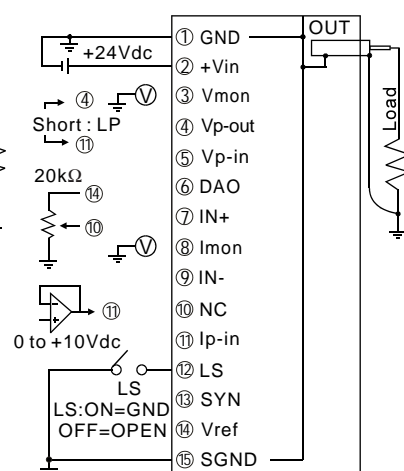 ① GND
OUT
+24Vdc
② +Vin
③ Vmon
V
④
Short : LP
⑪
④ Vp-out
⑤ Vp-in
Load
20kΩ
⑭
⑥ DAO
⑩
⑦ IN+
V
⑧ Imon
⑨ IN-
⑪
⑩ NC
0 to +10Vdc
⑪ Ip-in
LS
⑫ LS
LS:ON=GND
⑬ SYN
OFF=OPEN
⑭ Vref
⑮ SGND